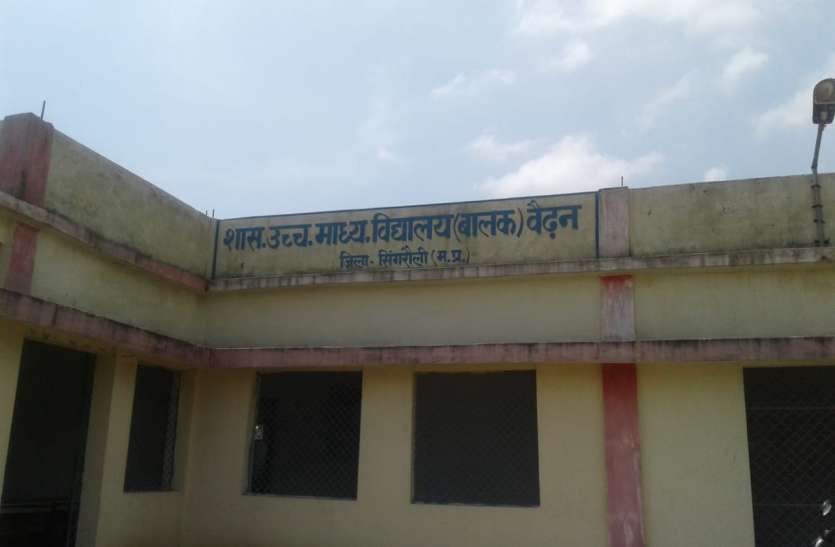 शास. उच्च. माध्य. विद्यालय (बालक) वैढ़न
जिला- सिंगरौली (म.प्र.)